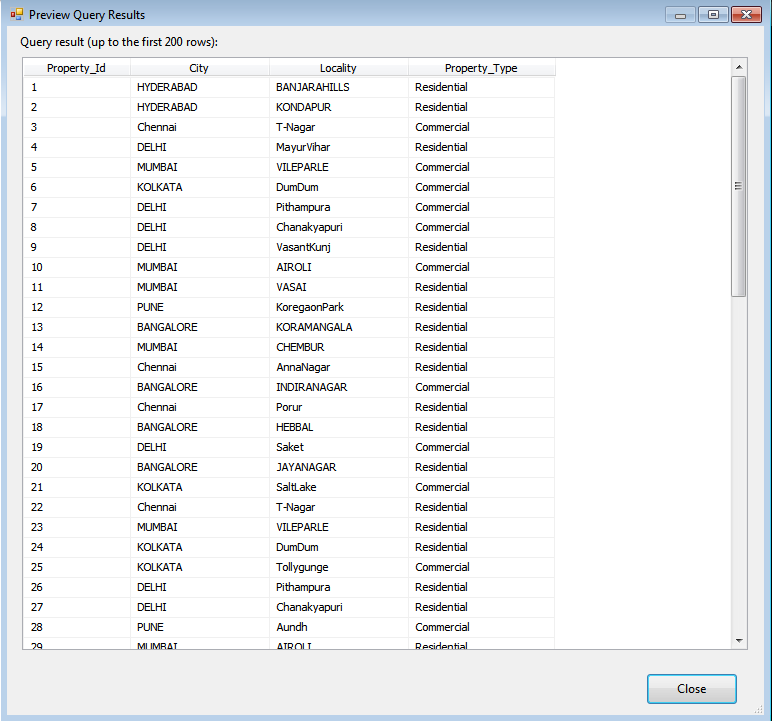 Preview Query Results
Query result (up to the first 200 rows):
Property_Id City Locality Property_Type
1 HYDERABAD BANJARAHILLS Residential
2 HYDERABAD KONDAPUR Residential
3 Chennai T-Nagar Commercial
4 DELHI MayurVihar Residential
5 MUMBAI VILEPARLE Commercial
6 KOLKATA DumDum Commercial
7 DELHI Pithampura Commercial
8 DELHI Chanakyapuri Commercial
9 DELHI VasantKunj Residential
10 MUMBAI AIROLI Commercial
11 MUMBAI VASAI Residential
12 PUNE KoregaonPark Residential
13 BANGALORE KORAMANGALA Residential
14 MUMBAI CHEMBUR Residential
15 Chennai AnnaNagar Residential
16 BANGALORE INDIRANAGAR Commercial
17 Chennai Porur Residential
18 BANGALORE HEBBAL Residential
19 DELHI Saket Commercial
20 BANGALORE JAYANAGAR Residential
21 KOLKATA SaltLake Commercial
22 Chennai T-Nagar Residential
23 MUMBAI VILEPARLE Residential
24 KOLKATA DumDum Residential
25 KOLKATA Tollygunge Commercial
26 DELHI Pithampura Residential
27 DELHI Chanakyapuri Residential
28 PUNE Aundh Commercial
29 MUMBAI AIROLI Residential
Close